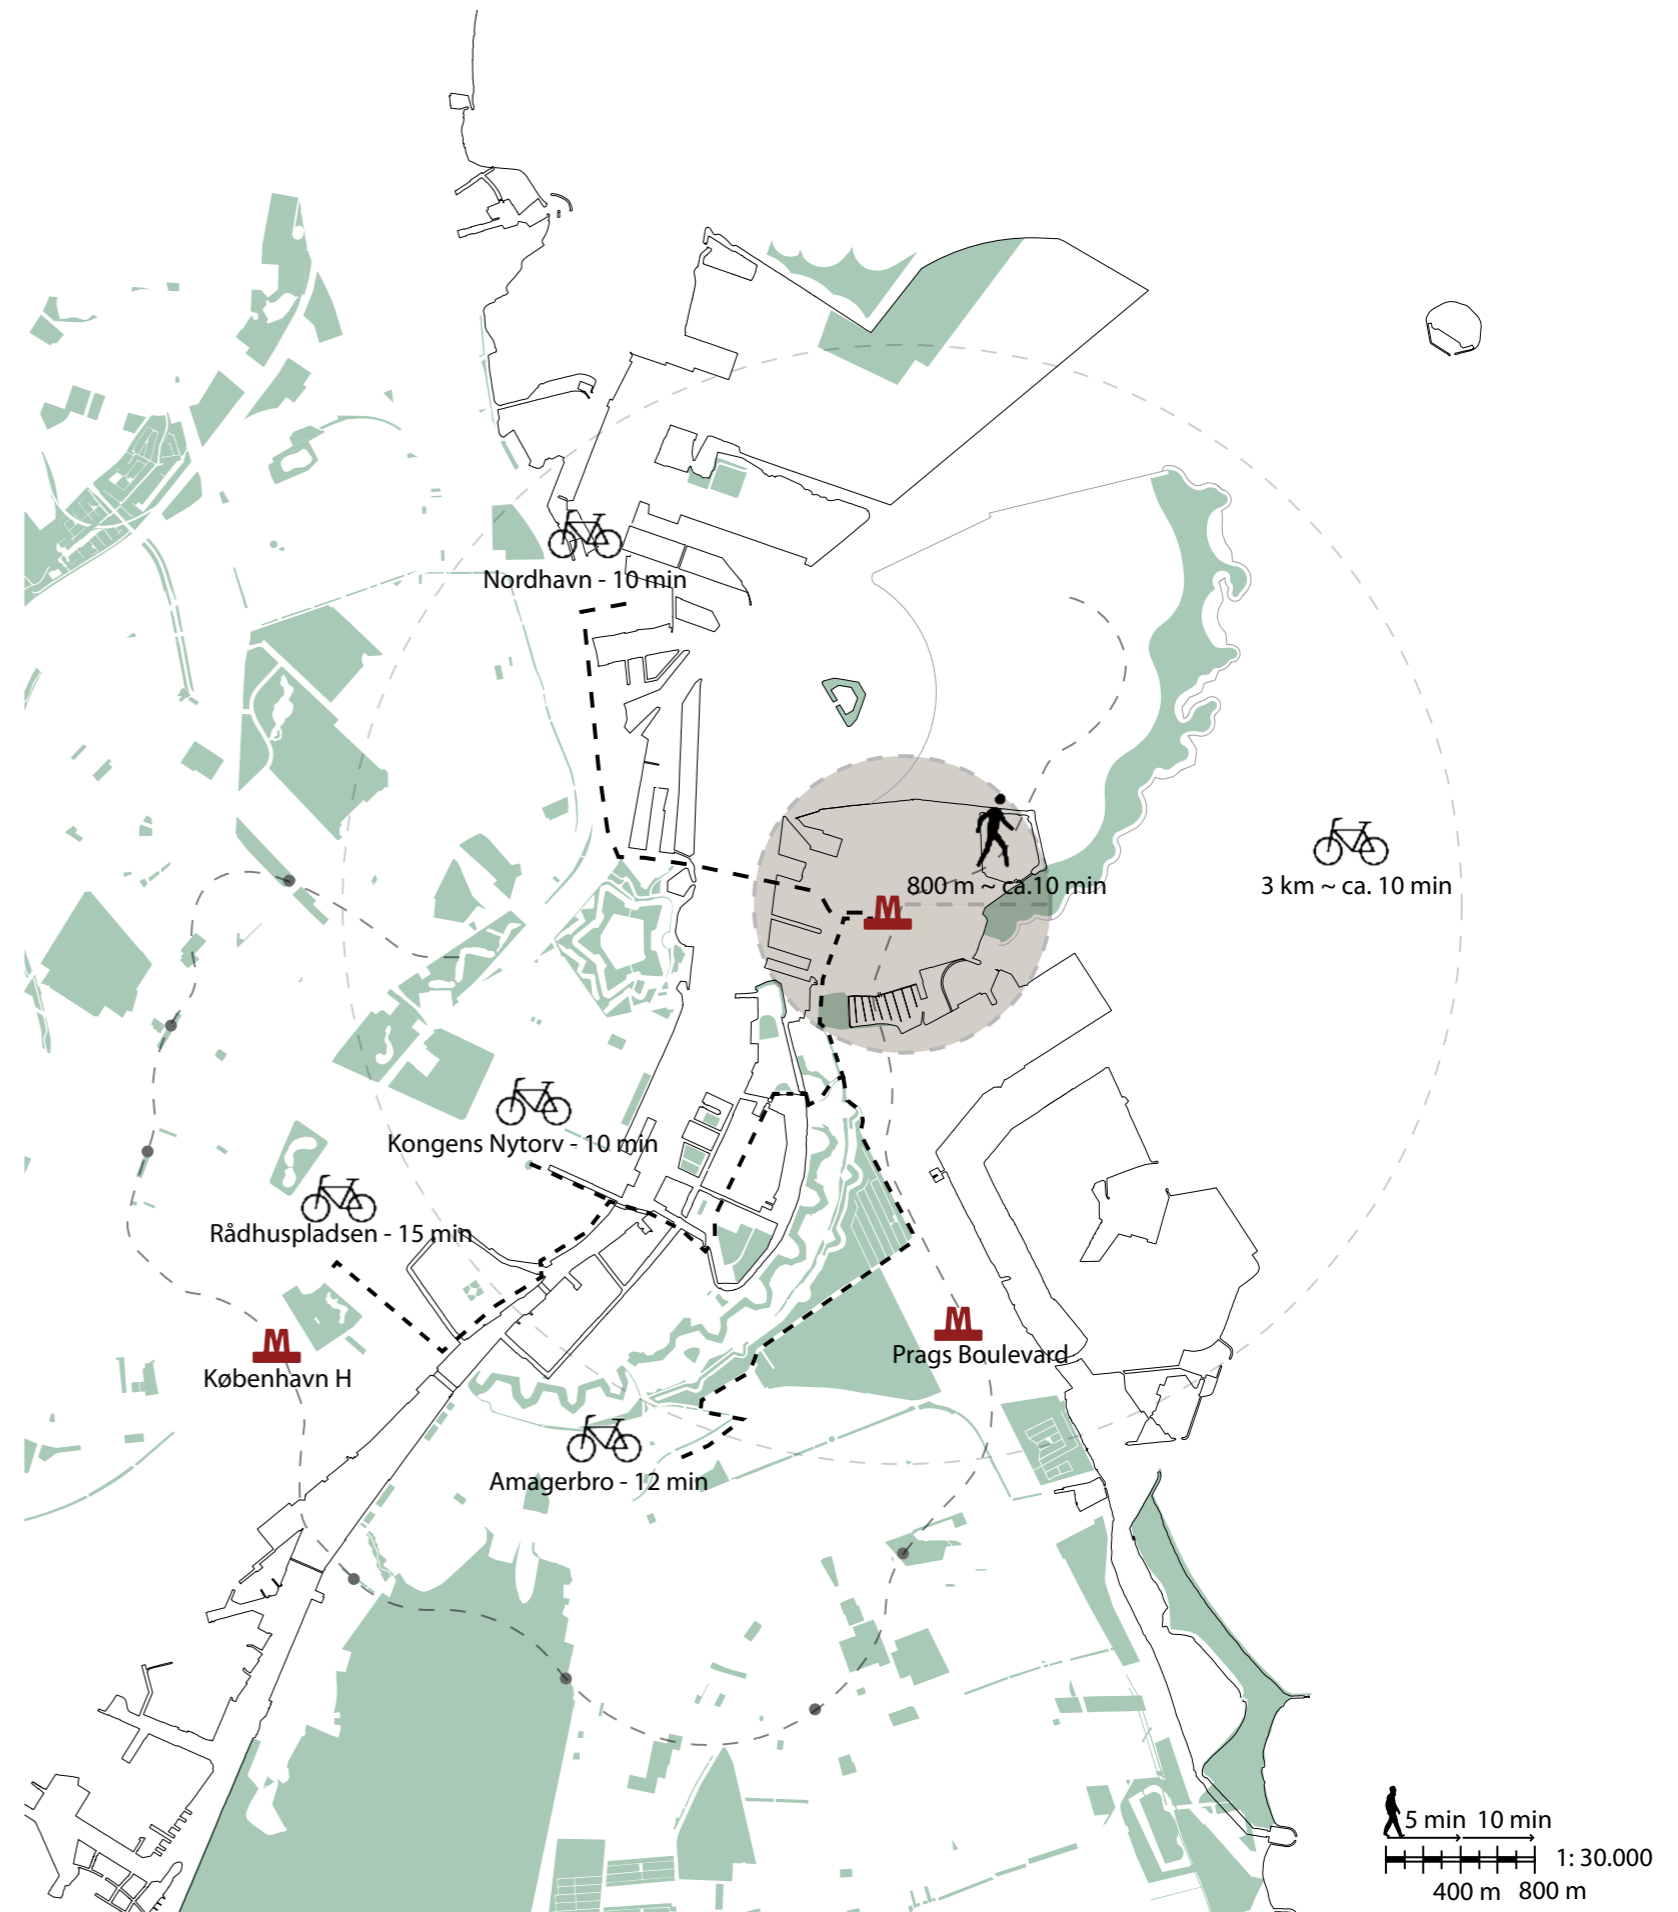 Nordhavn - 10 min
M
800 m ~ ca.10 min
3 km ~ ca. 10 min
Kongens Nytorv - 10 min
Rådhuspladsen - 15 min
M
København H
M
Prags Boulevard
Amagerbro - 12 min
5 min 10 min
1: 30.000
400 m 800 m